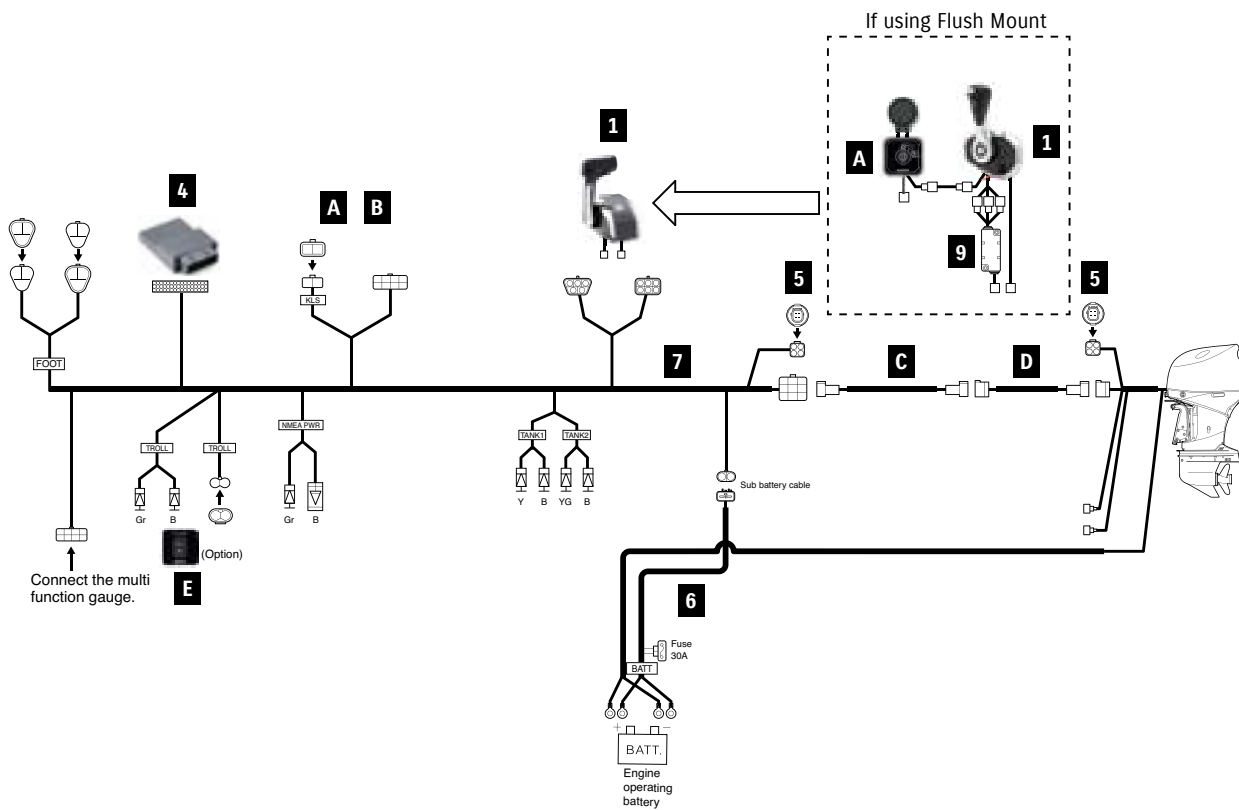 If using Flush Mount
1
A
1
4
A
B
9
5
5
KLS
FOOT
7
C
D
TROLL
TROLL
NMEA PWR
TANK1
TANK2
Gr
B
Gr
B
Y
B
YG
B
Sub battery cable
(Option)
E
Connect the multi
function gauge.
6
Fuse
30A
BATT
+
−
BATT.
Engine
operating
battery